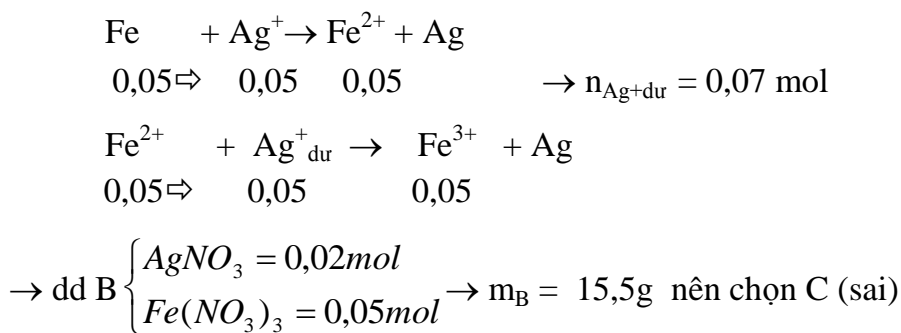 Fe + Ag⁺ → Fe²⁺ + Ag
0,05⇨ 0,05 0,05 → n_Ag+dư = 0,07 mol
Fe²⁺ + Ag⁺_dư → Fe³⁺ + Ag
0,05⇨ 0,05 0,05
→ dd B { AgNO₃ = 0,02mol
Fe(NO₃)₃ = 0,05mol → m_B = 15,5g nên chọn C (sai)